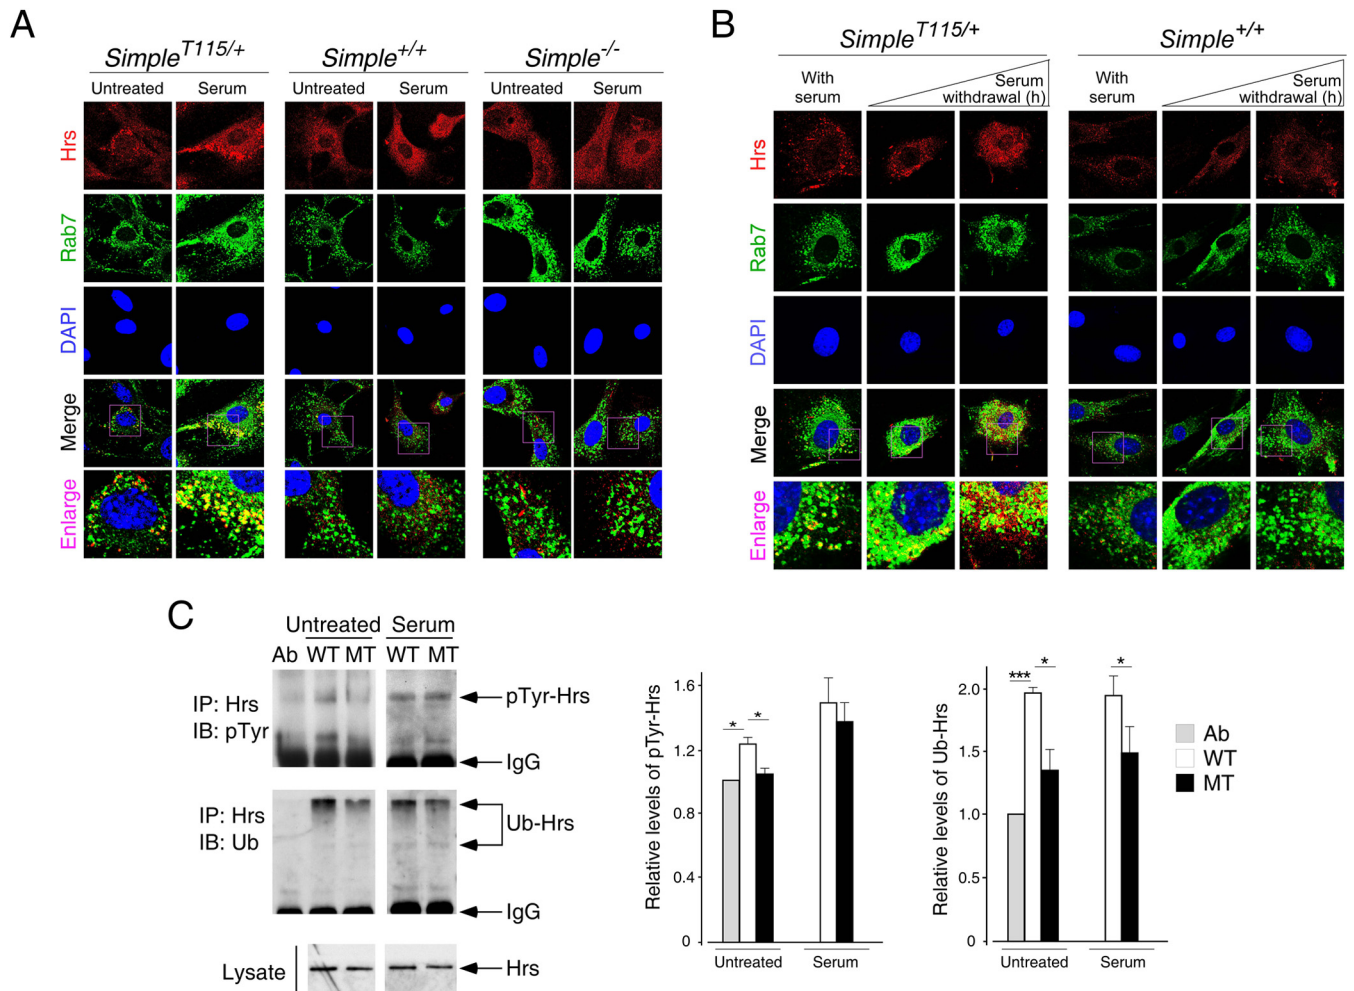 A
Simple^T115/+ Simple^+/+ Simple^-/-
Untreated Serum Untreated Serum Untreated Serum
Hrs
Rab7
DAPI
Merge
Enlarge
B
Simple^T115/+ Simple^+/+
With serum Serum withdrawal (h) With serum Serum withdrawal (h)
Hrs
Rab7
DAPI
Merge
Enlarge
C
Untreated Serum
Ab WT MT WT MT
IP: Hrs
IB: pTyr
pTyr-Hrs
IgG
IP: Hrs
IB: Ub
Ub-Hrs
IgG
Lysate
Hrs
Relative levels of pTyr-Hrs
1.6
1.2
0.8
0.4
0
* *
Untreated Serum
Relative levels of Ub-Hrs
2.0
1.5
1.0
0
*** * *
Untreated Serum
Ab
WT
MT